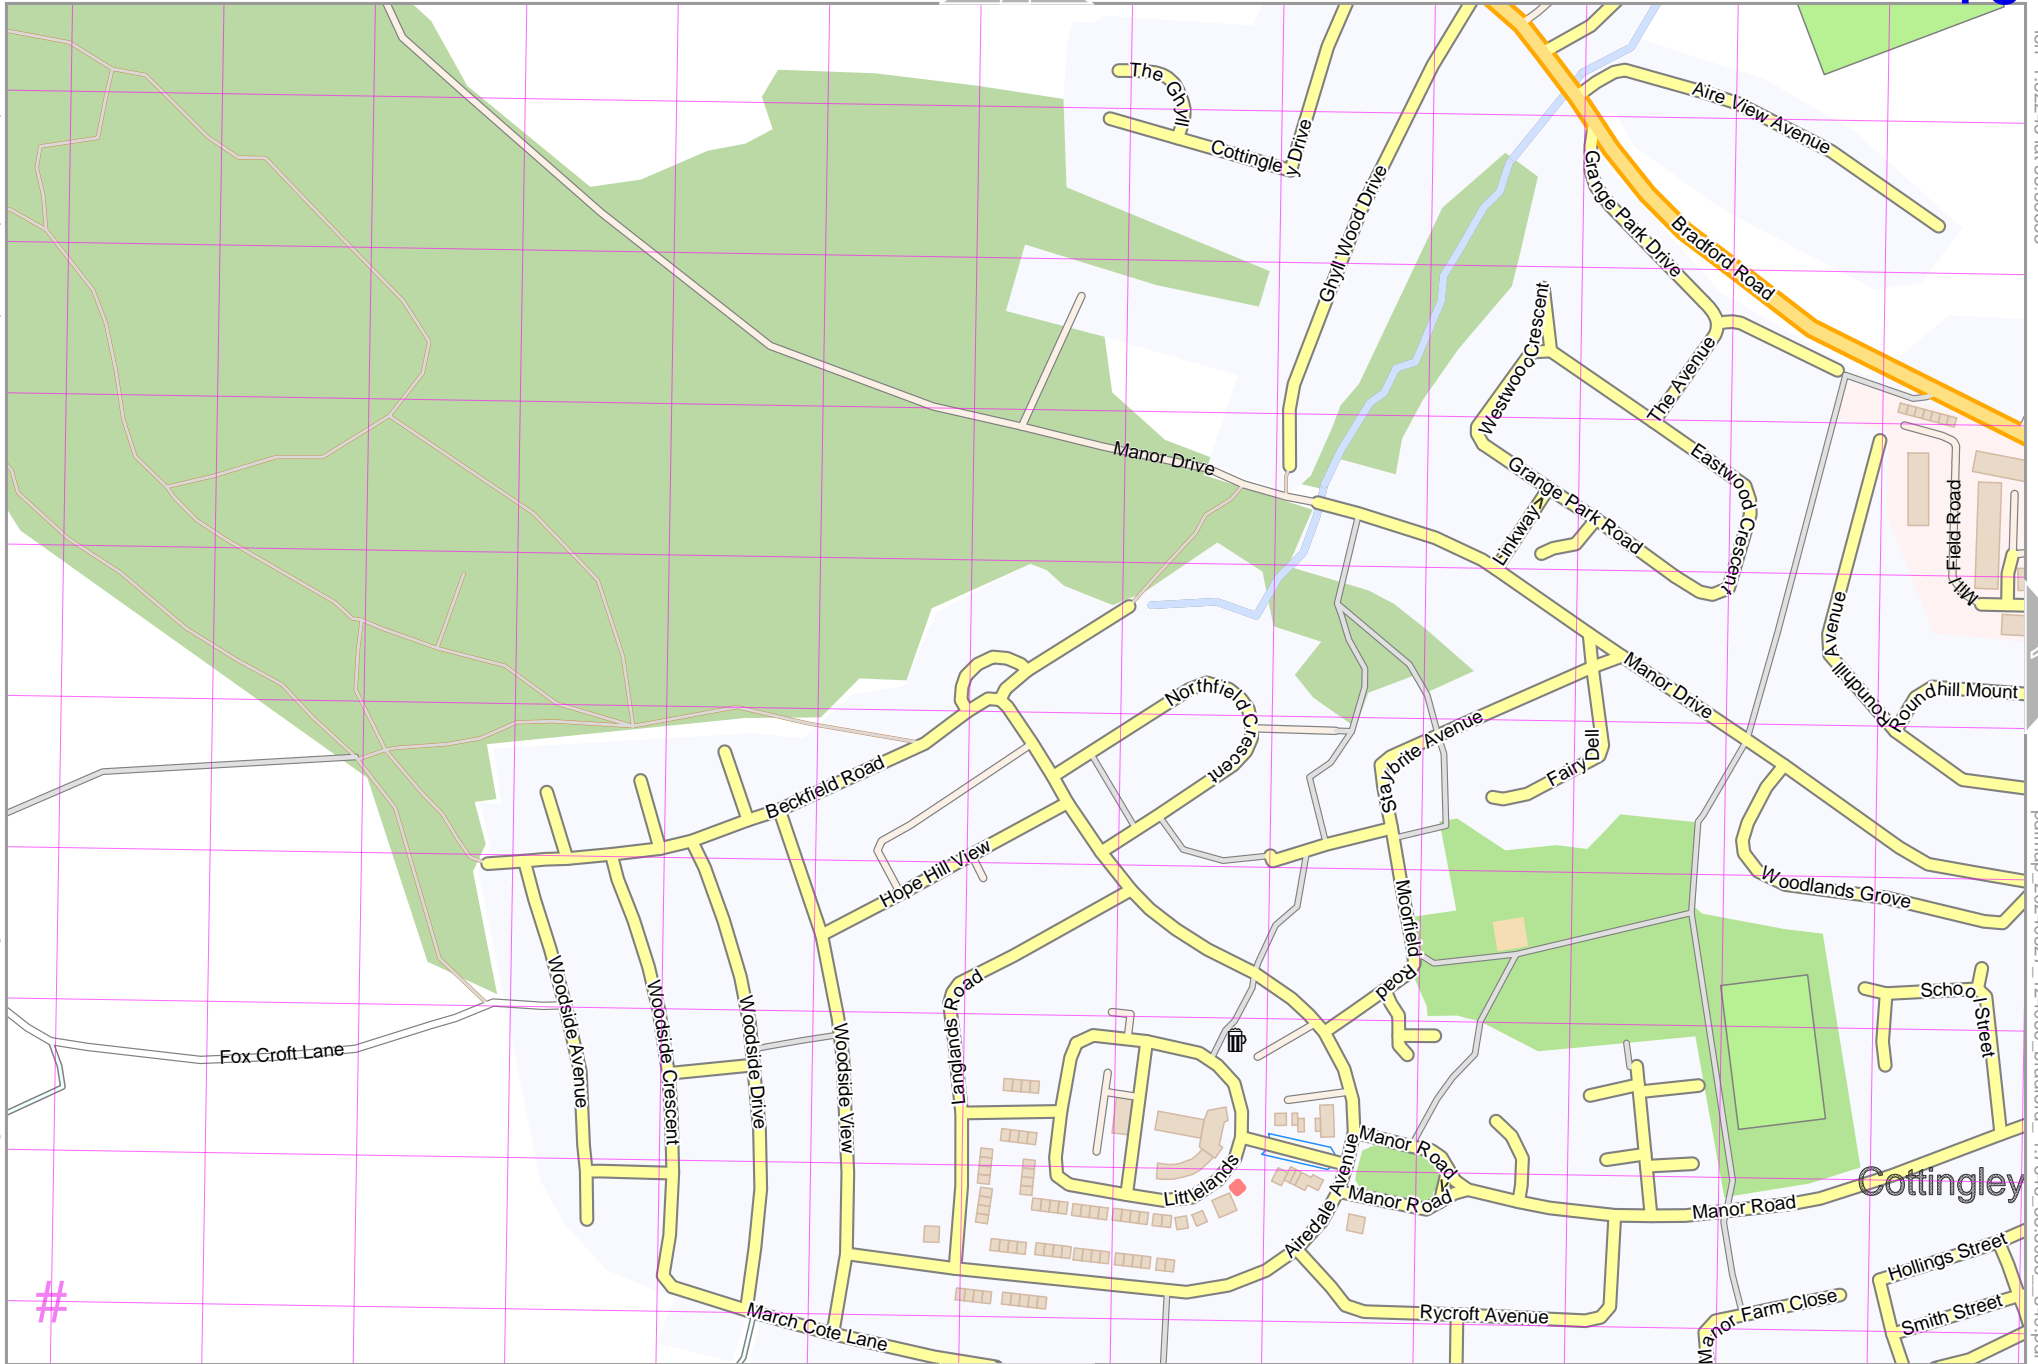 The Ghyll
Cottingley Drive
Aire View Avenue
Ghyll Wood Drive
Grange Park Drive
Bradford Road
Westwood Crescent
The Avenue
Manor Drive
Grange Park Road
Eastwood Crescent
Linkway
Mill Field Road
Roundhill Avenue
Roundhill Mount
Manor Drive
Northfield Crescent
Staybrite Avenue
Fairy Dell
Beckfield Road
Hope Hill View
Woodlands Grove
Moorfield Road
Woodside Avenue
Woodside Crescent
Woodside Drive
Woodside View
Langlands Road
School Street
Fox Croft Lane
Manor Road
Littlelands
Airedale Avenue
Manor Road
Manor Road
Cottingley
Hollings Street
Smith Street
Manor Farm Close
Rycroft Avenue
March Cote Lane
#